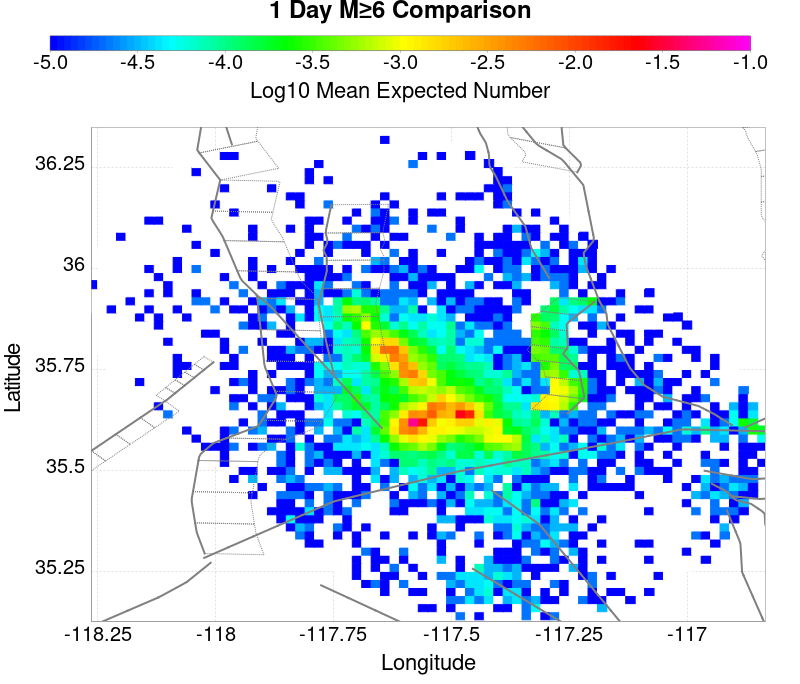 1 Day M≥6 Comparison
-5.0 -4.5 -4.0 -3.5 -3.0 -2.5 -2.0 -1.5 -1.0
Log10 Mean Expected Number
36.25
36
35.75
35.5
35.25
Latitude
-118.25 -118 -117.75 -117.5 -117.25 -117
Longitude